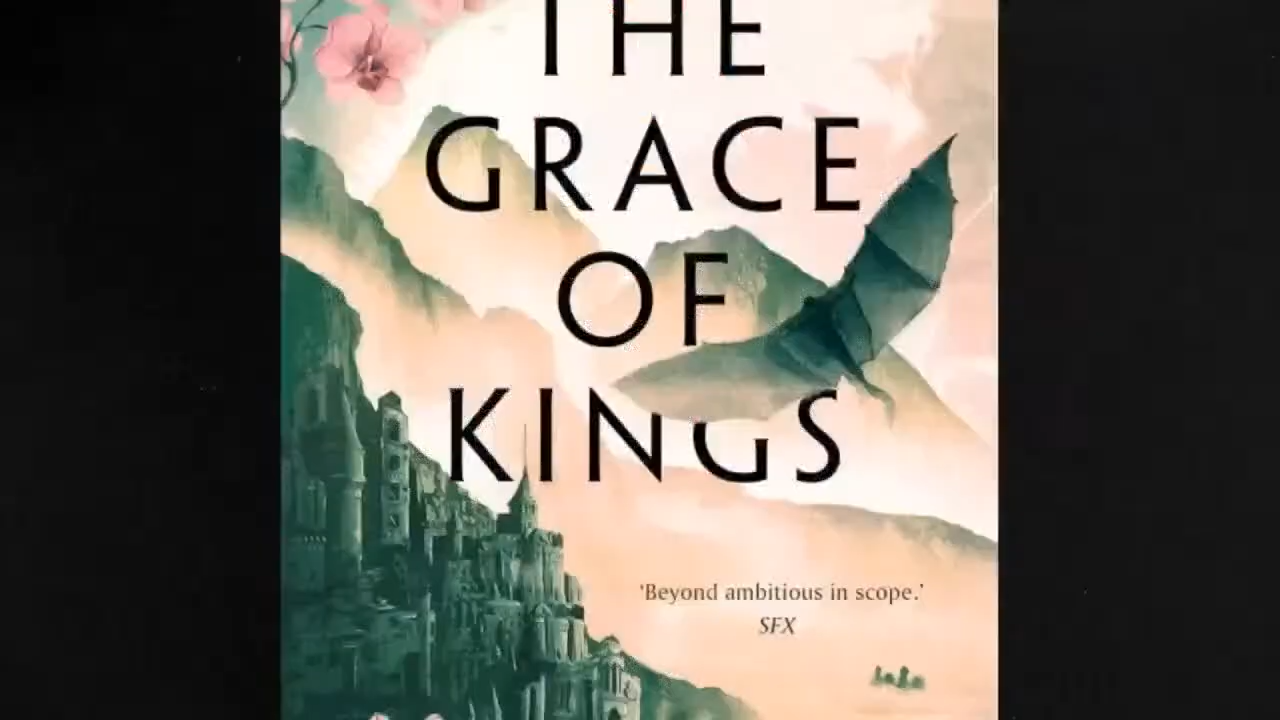 THE
GRACE
OF
KINGS
‘Beyond ambitious in scope.’
SFX